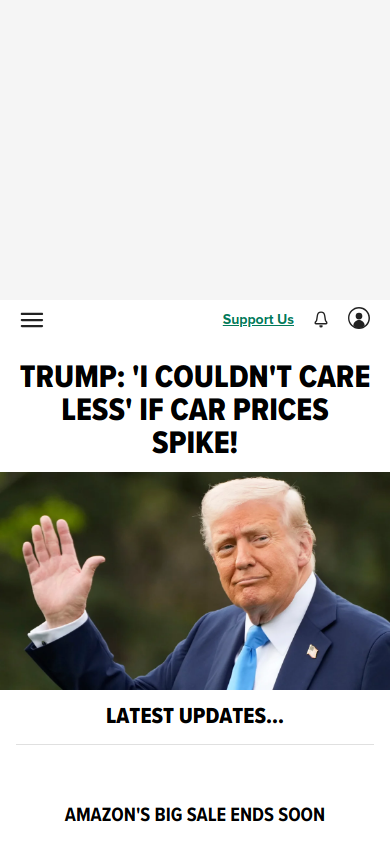 Support Us
TRUMP: 'I COULDN'T CARE
LESS' IF CAR PRICES
SPIKE!
LATEST UPDATES...
AMAZON'S BIG SALE ENDS SOON